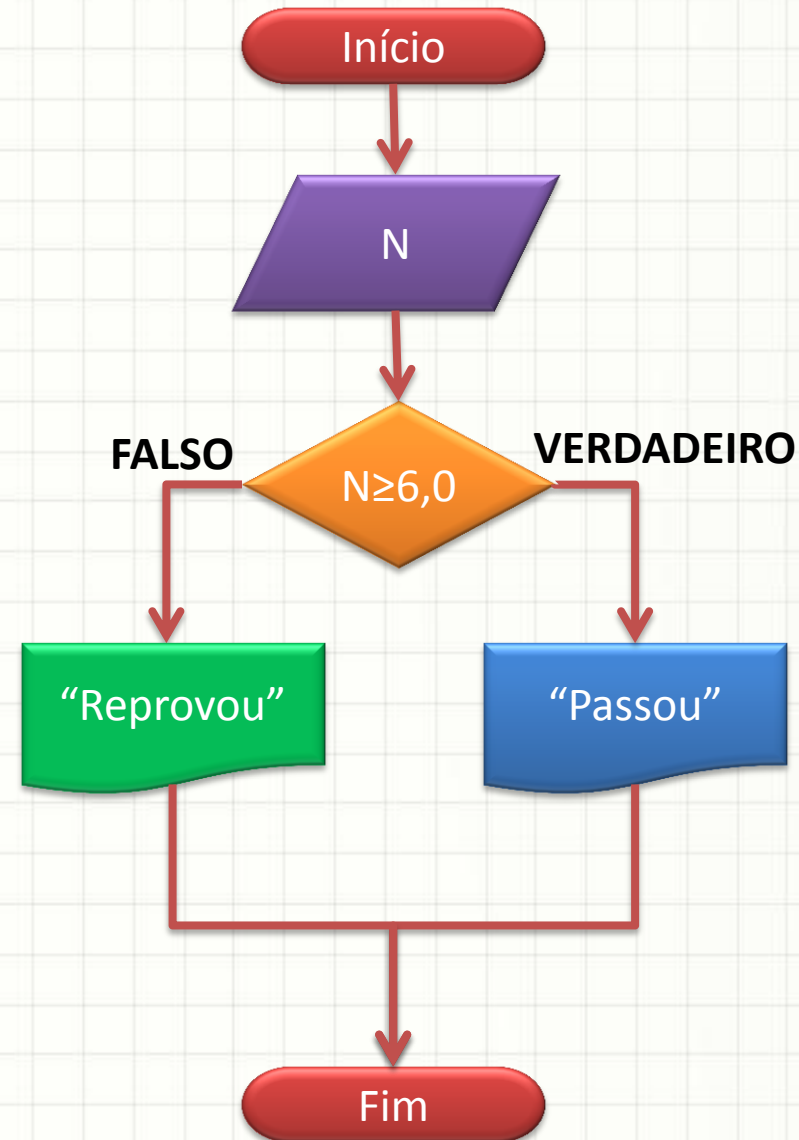 Início
N
FALSO
VERDADEIRO
N≥6,0
“Reprovou”
“Passou”
Fim